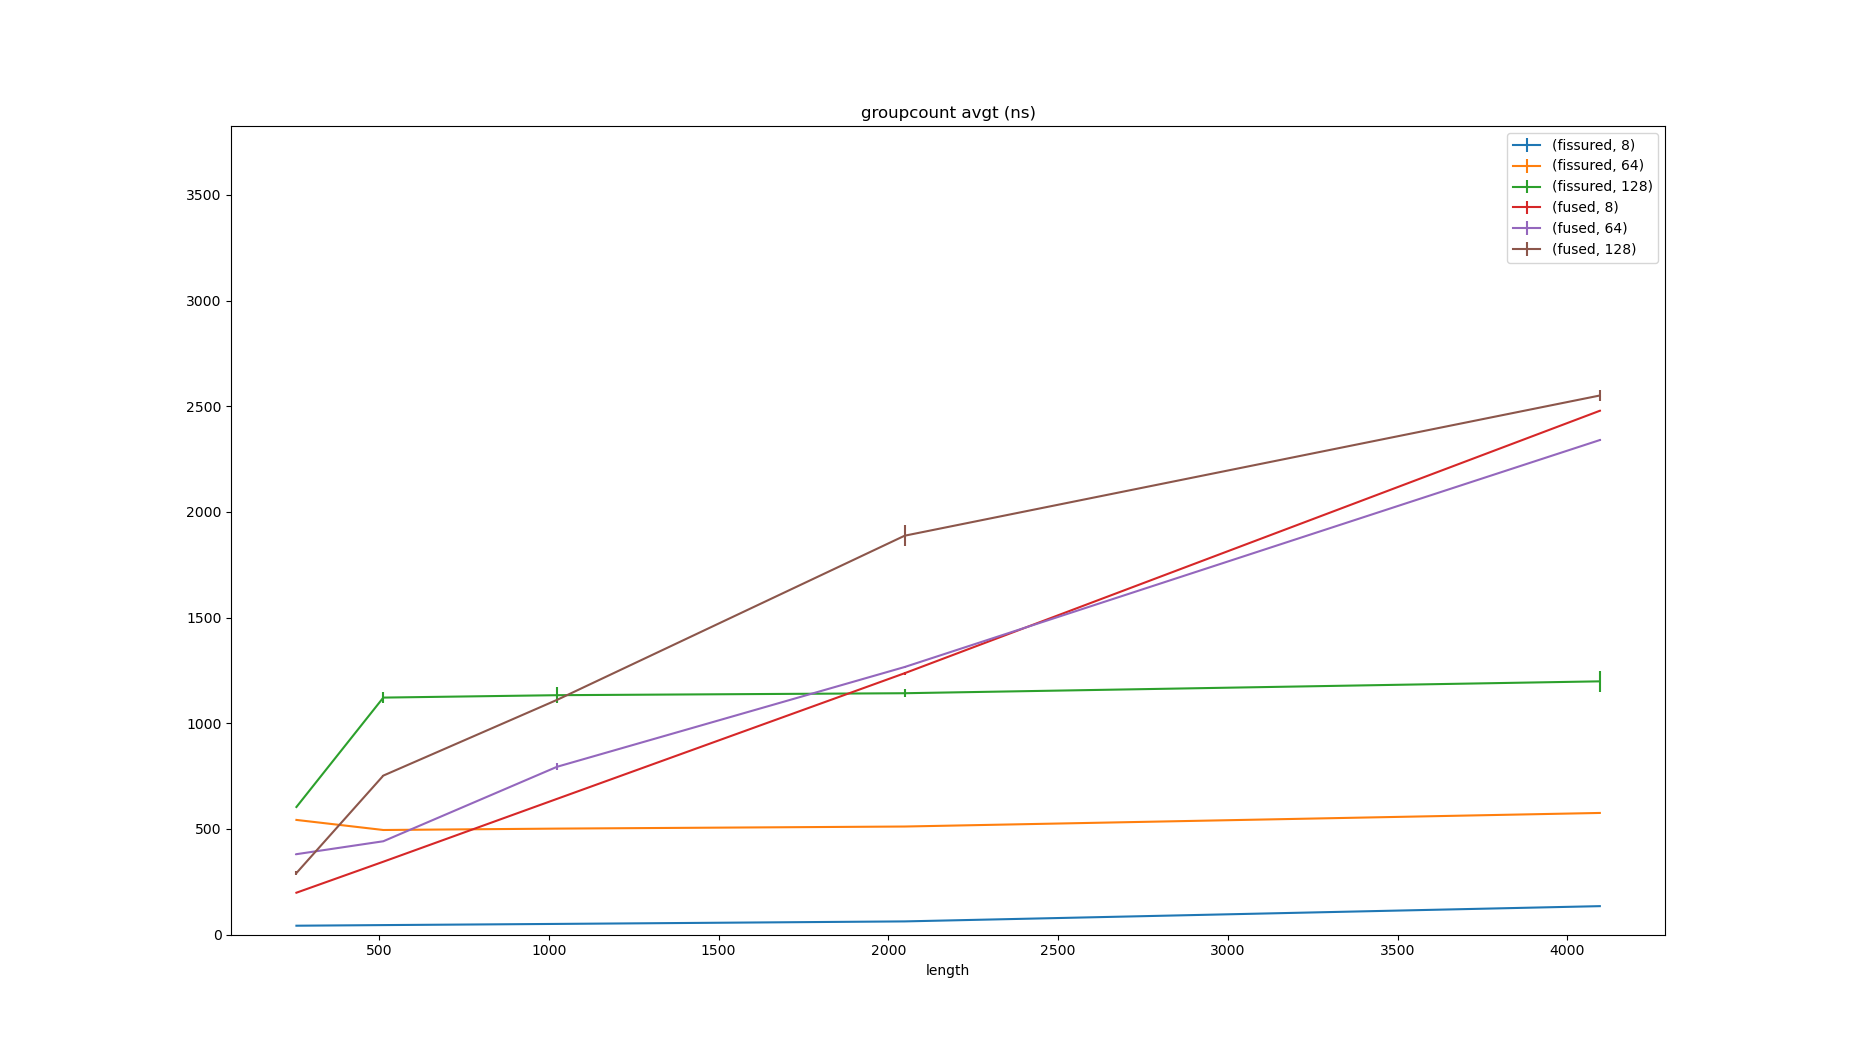 groupcount avgt (ns)
(fissured, 8)
(fissured, 64)
(fissured, 128)
(fused, 8)
(fused, 64)
(fused, 128)
3500
3000
2500
2000
1500
1000
500
0
500 1000 1500 2000 2500 3000 3500 4000
length